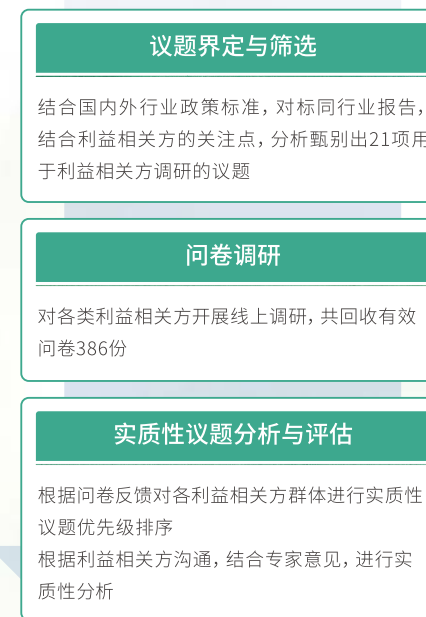 议题界定与筛选
结合国内外行业政策标准，对标同行业报告，
结合利益相关方的关注点，分析甄别出21项用
于利益相关方调研的议题
问卷调研
对各类利益相关方开展线上调研，共回收有效
问卷386份
实质性议题分析与评估
根据问卷反馈对各利益相关方群体进行实质性
议题优先级排序
根据利益相关方沟通，结合专家意见，进行实
质性分析